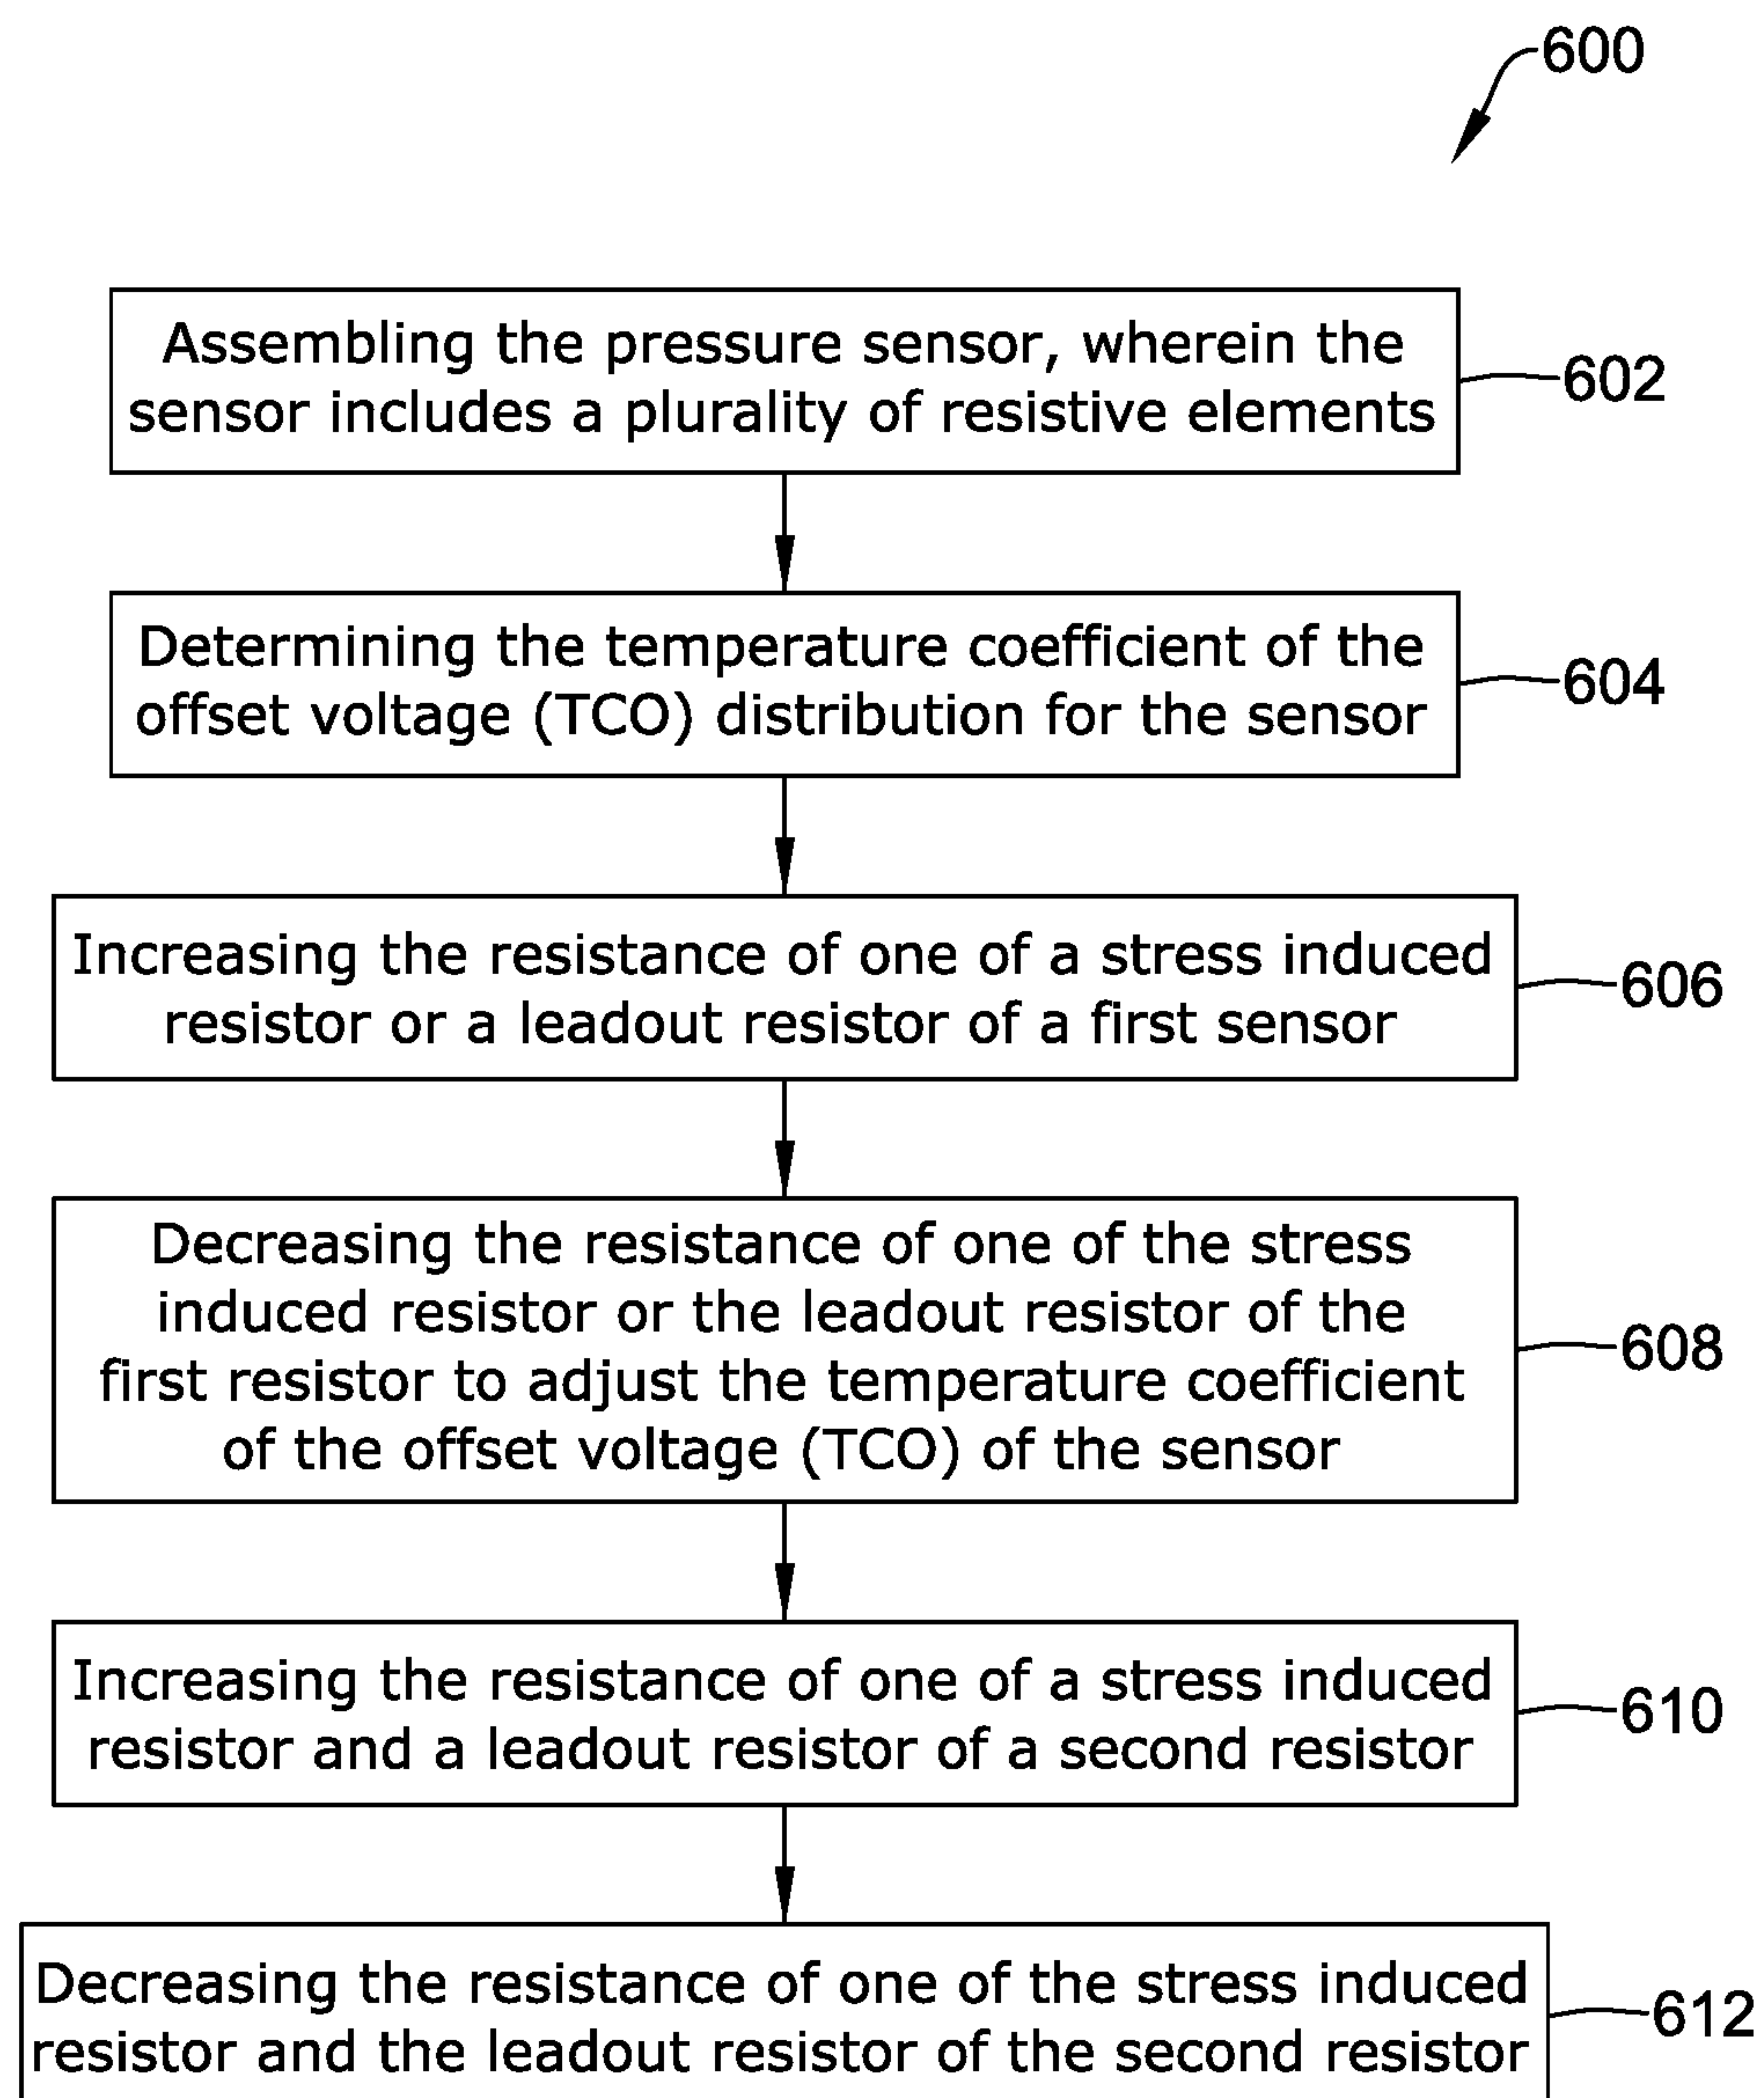 600
Assembling the pressure sensor, wherein the
sensor includes a plurality of resistive elements
602
Determining the temperature coefficient of the
offset voltage (TCO) distribution for the sensor
604
Increasing the resistance of one of a stress induced
resistor or a leadout resistor of a first sensor
606
Decreasing the resistance of one of the stress
induced resistor or the leadout resistor of the
first resistor to adjust the temperature coefficient
of the offset voltage (TCO) of the sensor
608
Increasing the resistance of one of a stress induced
resistor and a leadout resistor of a second resistor
610
Decreasing the resistance of one of the stress induced
resistor and the leadout resistor of the second resistor
612